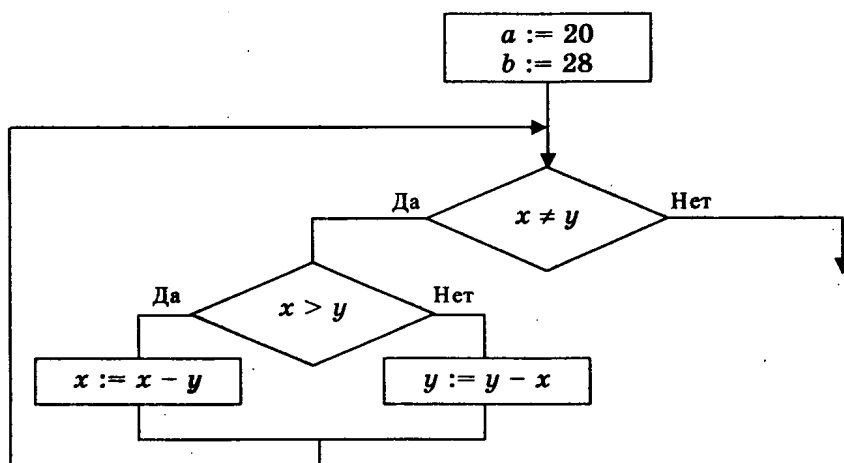 a := 20
b := 28
Да
x ≠ y
Нет
Да
x > y
Нет
x := x − y
y := y − x